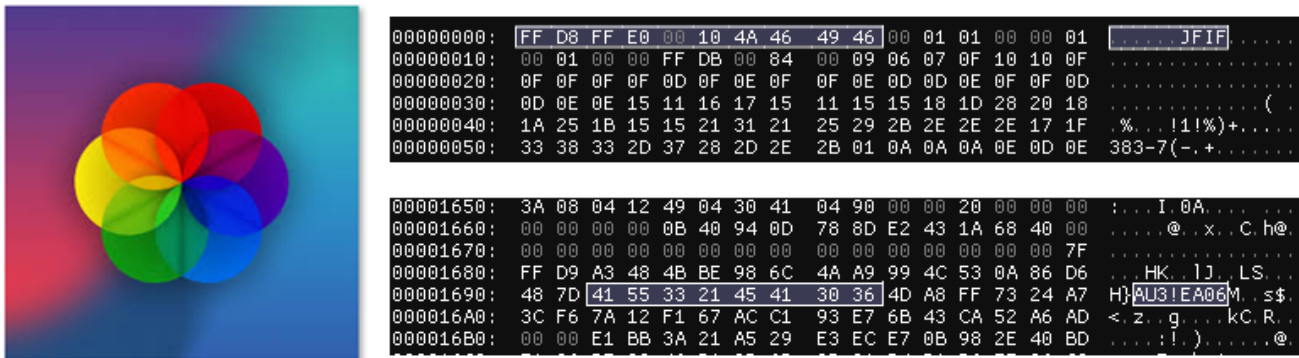 00000000: FF D8 FF E0 00 10 4A 46 49 46 00 01 01 00 00 01 ......JFIF......
00000010: 00 01 00 00 FF DB 00 84 00 09 06 07 0F 10 10 0F ................
00000020: 0F 0F 0F 0F 0D 0F 0E 0F 0F 0E 0D 0D 0E 0F 0F 0D ................
00000030: 0D 0E 0E 15 11 16 17 15 11 15 15 18 1D 28 20 18 .............( .
00000040: 1A 25 1B 15 15 21 31 21 25 29 2B 2E 2E 2E 17 1F .%...!1!%)+.....
00000050: 33 38 33 2D 37 28 2D 2E 2B 01 0A 0A 0A 0E 0D 0E 383-7(-.+.......
00001650: 3A 08 04 12 49 04 30 41 04 90 00 00 20 00 00 00 :...I.0A.... ...
00001660: 00 00 00 00 0B 40 94 0D 78 8D E2 43 1A 68 40 00 .....@..x..C.h@.
00001670: 00 00 00 00 00 00 00 00 00 00 00 00 00 00 00 7F ................
00001680: FF D9 A3 48 4B BE 98 6C 4A A9 99 4C 53 0A 86 D6 ...HK..lJ..LS...
00001690: 48 7D 41 55 33 21 45 41 30 36 4D A8 FF 73 24 A7 H}AU3!EA06M..s$.
000016A0: 3C F6 7A 12 F1 67 AC C1 93 E7 6B 43 CA 52 A6 AD <.z..g....kC.R..
000016B0: 00 00 E1 BB 3A 21 A5 29 E3 EC E7 0B 98 2E 40 BD ....:!.)......@.